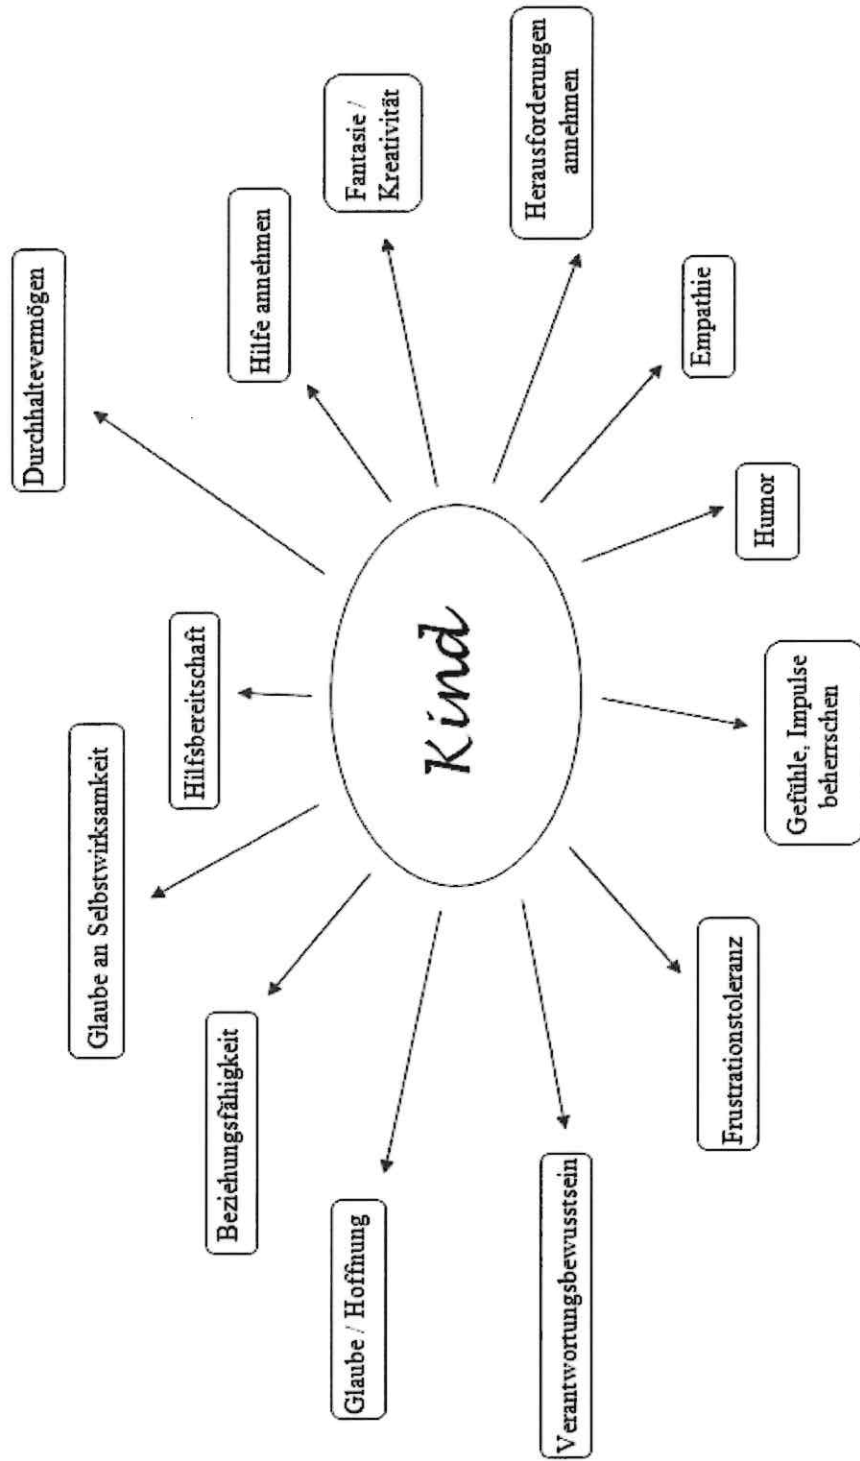 Durchhaltevermögen
Glaube an Selbstwirksamkeit
Hilfsbereitschaft
Hilfe annehmen
Beziehungsfähigkeit
Fantasie /
Kreativität
Glaube / Hoffnung
Kind
Herausforderungen
annehmen
Verantwortungsbewusstsein
Empathie
Frustrationstoleranz
Humor
Gefühle, Impulse
beherrschen